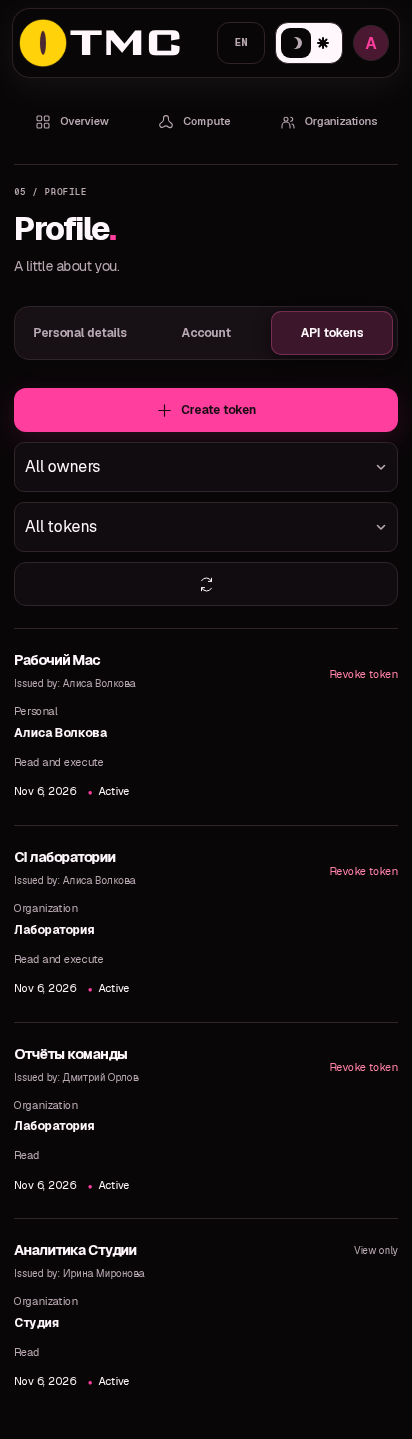 TMC
EN
A
Overview
Compute
Organizations
05 / PROFILE
Profile.
A little about you.
Personal details
Account
API tokens
Create token
All owners
All tokens
Рабочий Mac
Issued by: Алиса Волкова
Revoke token
Personal
Алиса Волкова
Read and execute
Nov 6, 2026 • Active
CI лаборатории
Issued by: Алиса Волкова
Revoke token
Organization
Лаборатория
Read and execute
Nov 6, 2026 • Active
Отчёты команды
Issued by: Дмитрий Орлов
Revoke token
Organization
Лаборатория
Read
Nov 6, 2026 • Active
Аналитика Студии
Issued by: Ирина Миронова
View only
Organization
Студия
Read
Nov 6, 2026 • Active